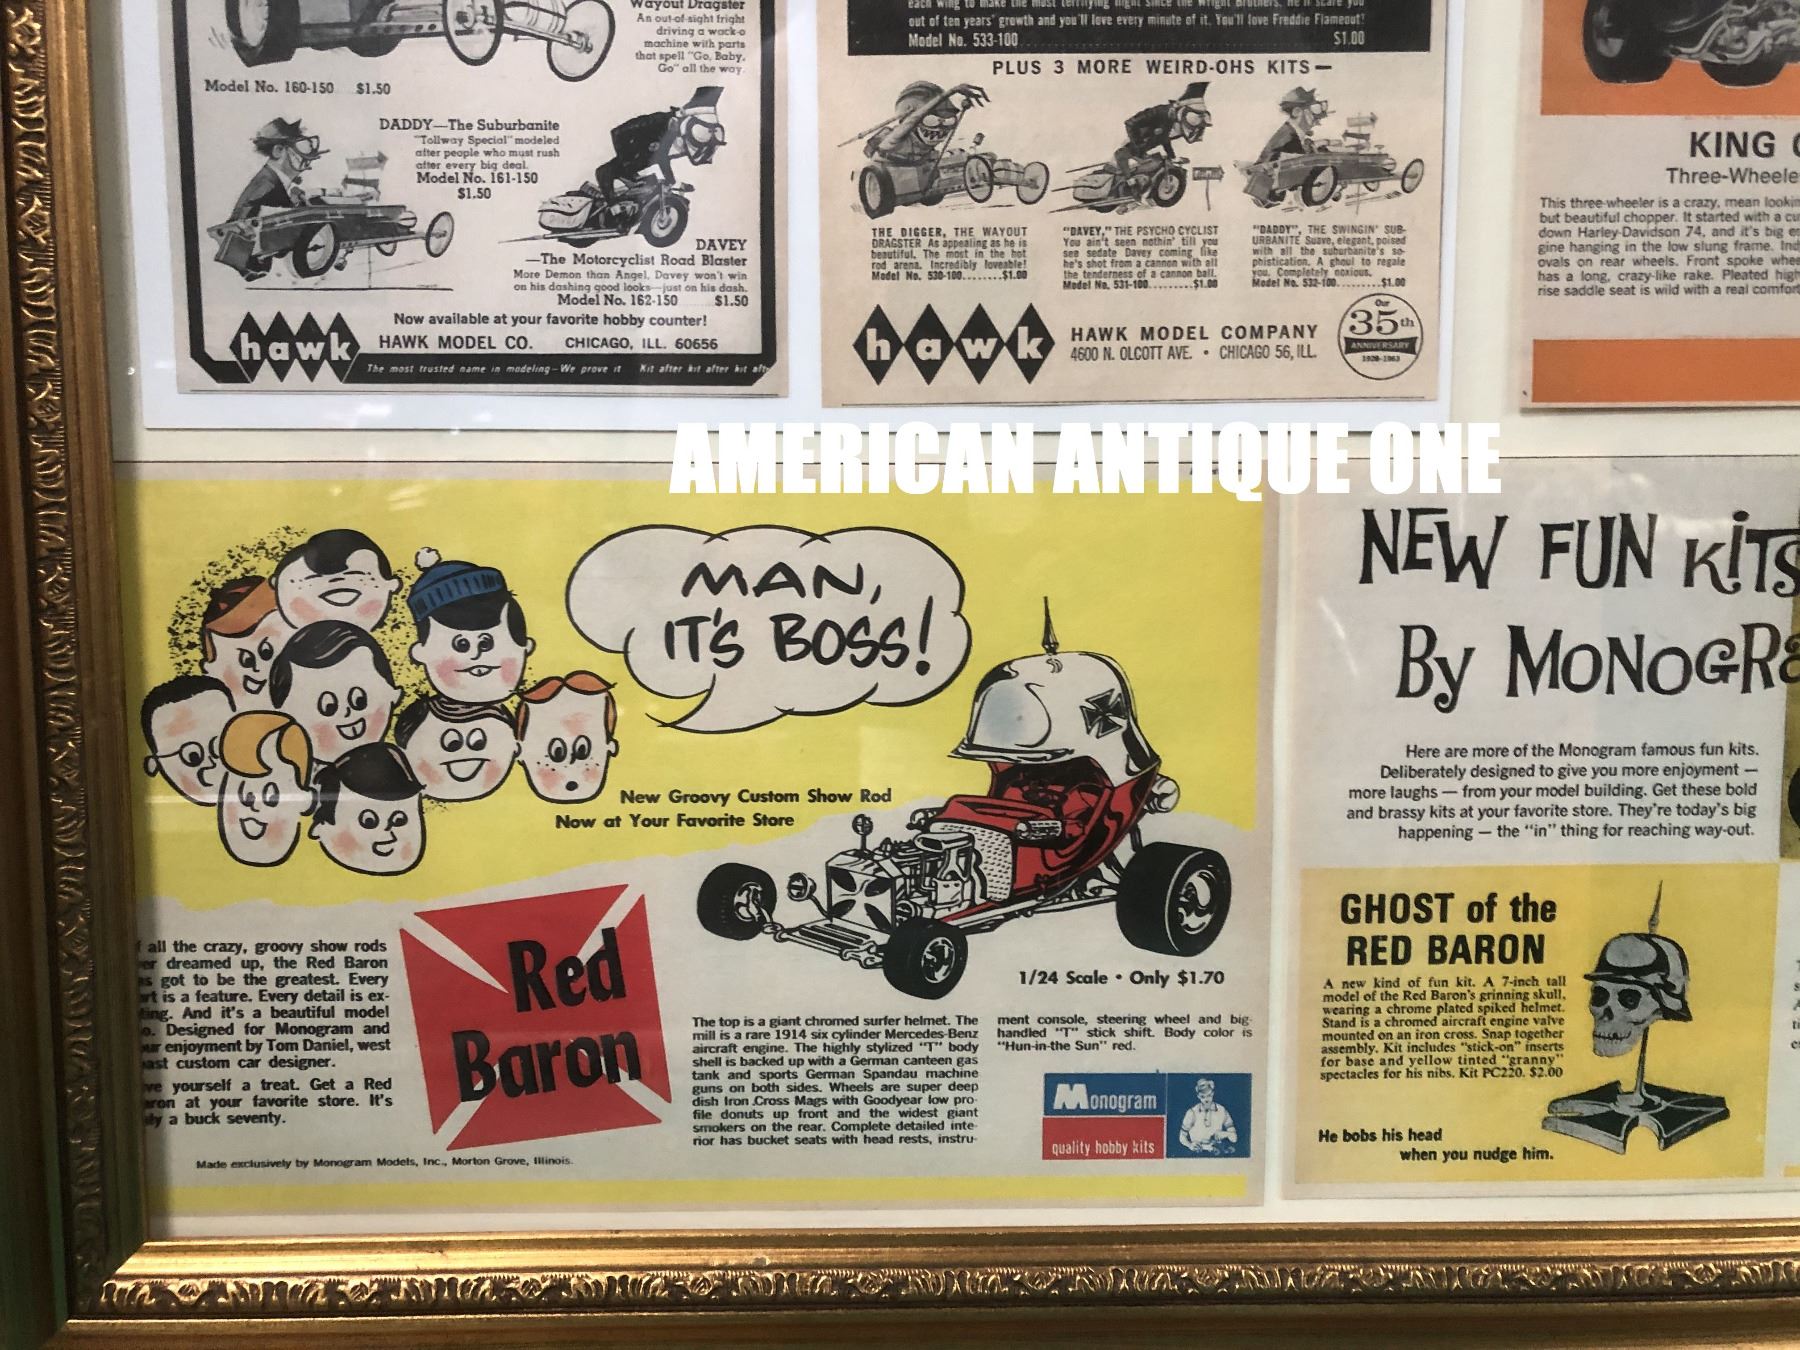 Wayout Dragster
An out-of-sight fright
driving a wack-o
machine with parts
that spell "Go, Baby,
Go" all the way.
Model No. 160-150 $1.50
DADDY—The Suburbanite
"Tollway Special" modeled
after people who must rush
after every big deal.
Model No. 161-150
$1.50
DAVEY
—The Motorcyclist Road Blaster
More Demon than Angel, Davey won't win
on his dashing good looks—just on his dash.
Model No. 162-150 $1.50
Now available at your favorite hobby counter!
hawk HAWK MODEL CO. CHICAGO, ILL. 60656
The most trusted name in modeling—We prove it Kit after kit after kit aft
each wing to make the most terrifying flight since the Wright Brothers. He'll scare you
out of ten years' growth and you'll love every minute of it. You'll love Freddie Flameout!
Model No. 533-100 $1.00
PLUS 3 MORE WEIRD-OHS KITS—
THE DIGGER, THE WAYOUT
DRAGSTER As appealing as he is
beautiful. The most in the hot
rod arena. Incredibly loveable!
Model No. 530-100........$1.00
"DAVEY," THE PSYCHO CYCLIST
You ain't seen nothin' till you
see sedate Davey coming like
he's shot from a cannon with all
the tenderness of a cannon ball.
Model No. 531-100.........$1.00
"DADDY", THE SWINGIN' SUB-
URBANITE Suave, elegant, poised
with all the suburbanite's so-
phistication. A ghoul to regale
you. Completely noxious.
Model No. 532-100........$1.00
hawk
HAWK MODEL COMPANY
4600 N. OLCOTT AVE. • CHICAGO 56, ILL.
Our
35th
ANNIVERSARY
1928-1963
KING
Three-Wheele
This three-wheeler is a crazy, mean lookin
but beautiful chopper. It started with a cu
down Harley-Davidson 74, and it's big e
gine hanging in the low slung frame. Ind
ovals on rear wheels. Front spoke whee
has a long, crazy-like rake. Pleated high
rise saddle seat is wild with a real comfort
AMERICAN ANTIQUE ONE
MAN,
IT'S BOSS!
New Groovy Custom Show Rod
Now at Your Favorite Store
all the crazy, groovy show rods
er dreamed up, the Red Baron
s got to be the greatest. Every
rt is a feature. Every detail is ex-
ting. And it's a beautiful model
o. Designed for Monogram and
ur enjoyment by Tom Daniel, west
ast custom car designer.
ve yourself a treat. Get a Red
aron at your favorite store. It's
ly a buck seventy.
Red
Baron
1/24 Scale • Only $1.70
The top is a giant chromed surfer helmet. The
mill is a rare 1914 six cylinder Mercedes-Benz
aircraft engine. The highly stylized "T" body
shell is backed up with a German canteen gas
tank and sports German Spandau machine
guns on both sides. Wheels are super deep
dish Iron Cross Mags with Goodyear low pro-
file donuts up front and the widest giant
smokers on the rear. Complete detailed inte-
rior has bucket seats with head rests, instru-
ment console, steering wheel and big-
handled "T" stick shift. Body color is
"Hun-in-the Sun" red.
Monogram
quality hobby kits
Made exclusively by Monogram Models, Inc., Morton Grove, Illinois.
NEW FUN KITS
By MONOGRa
Here are more of the Monogram famous fun kits.
Deliberately designed to give you more enjoyment —
more laughs — from your model building. Get these bold
and brassy kits at your favorite store. They're today's big
happening — the "in" thing for reaching way-out.
GHOST of the
RED BARON
A new kind of fun kit. A 7-inch tall
model of the Red Baron's grinning skull,
wearing a chrome plated spiked helmet.
Stand is a chromed aircraft engine valve
mounted on an iron cross. Snap together
assembly. Kit includes "stick-on" inserts
for base and yellow tinted "granny"
spectacles for his nibs. Kit PC220. $2.00
He bobs his head
when you nudge him.